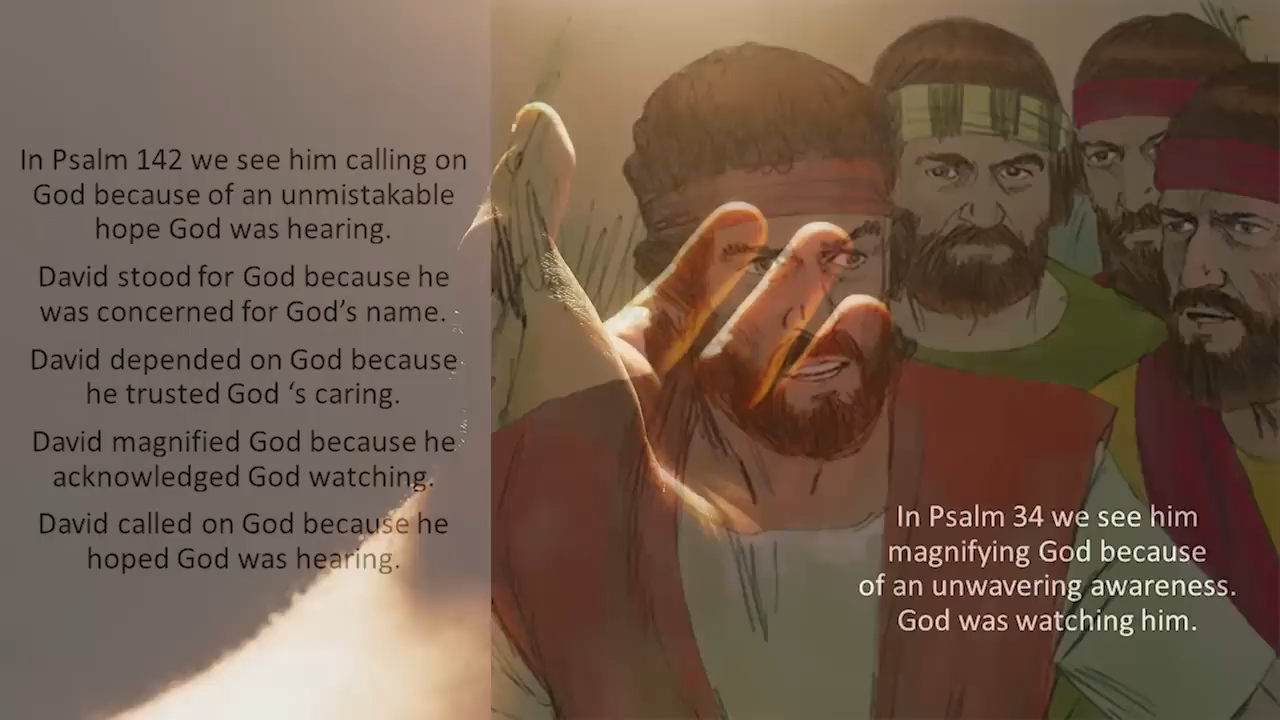 In Psalm 142 we see him calling on
God because of an unmistakable
hope God was hearing.
David stood for God because he
was concerned for God’s name.
David depended on God because
he trusted God ‘s caring.
David magnified God because he
acknowledged God watching.
David called on God because he
hoped God was hearing.
In Psalm 34 we see him
magnifying God because
of an unwavering awareness.
God was watching him.